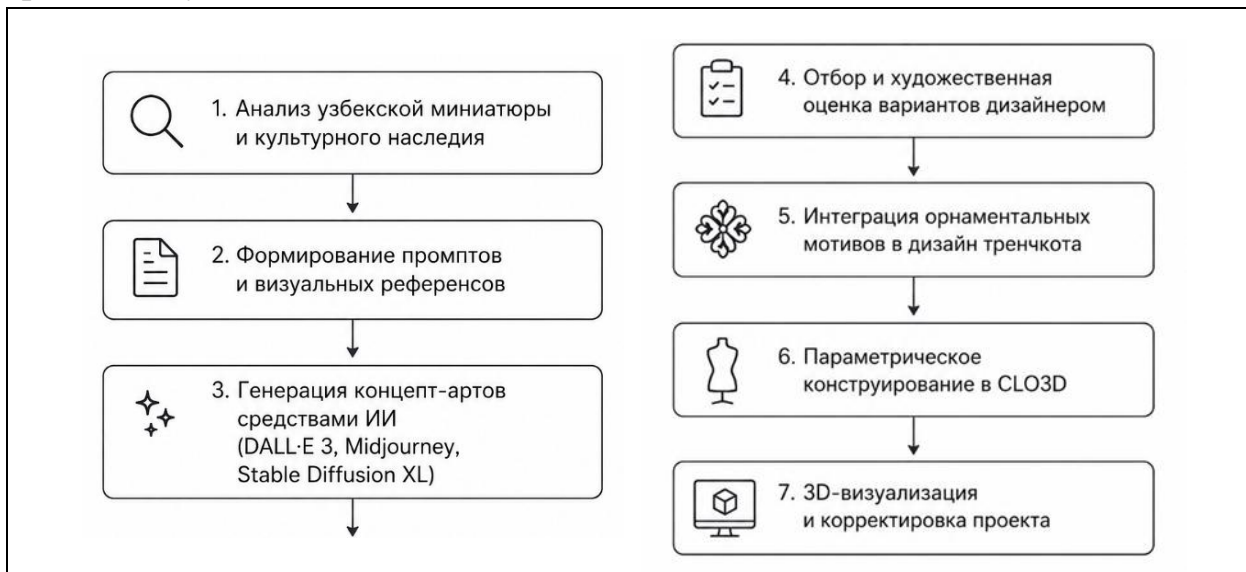 1. Анализ узбекской миниатюры
и культурного наследия
2. Формирование промптов
и визуальных референсов
3. Генерация концепт-артов
средствами ИИ
(DALL·E 3, Midjourney,
Stable Diffusion XL)
4. Отбор и художественная
оценка вариантов дизайнером
5. Интеграция орнаментальных
мотивов в дизайн тренчкота
6. Параметрическое
конструирование в CLO3D
7. 3D-визуализация
и корректировка проекта